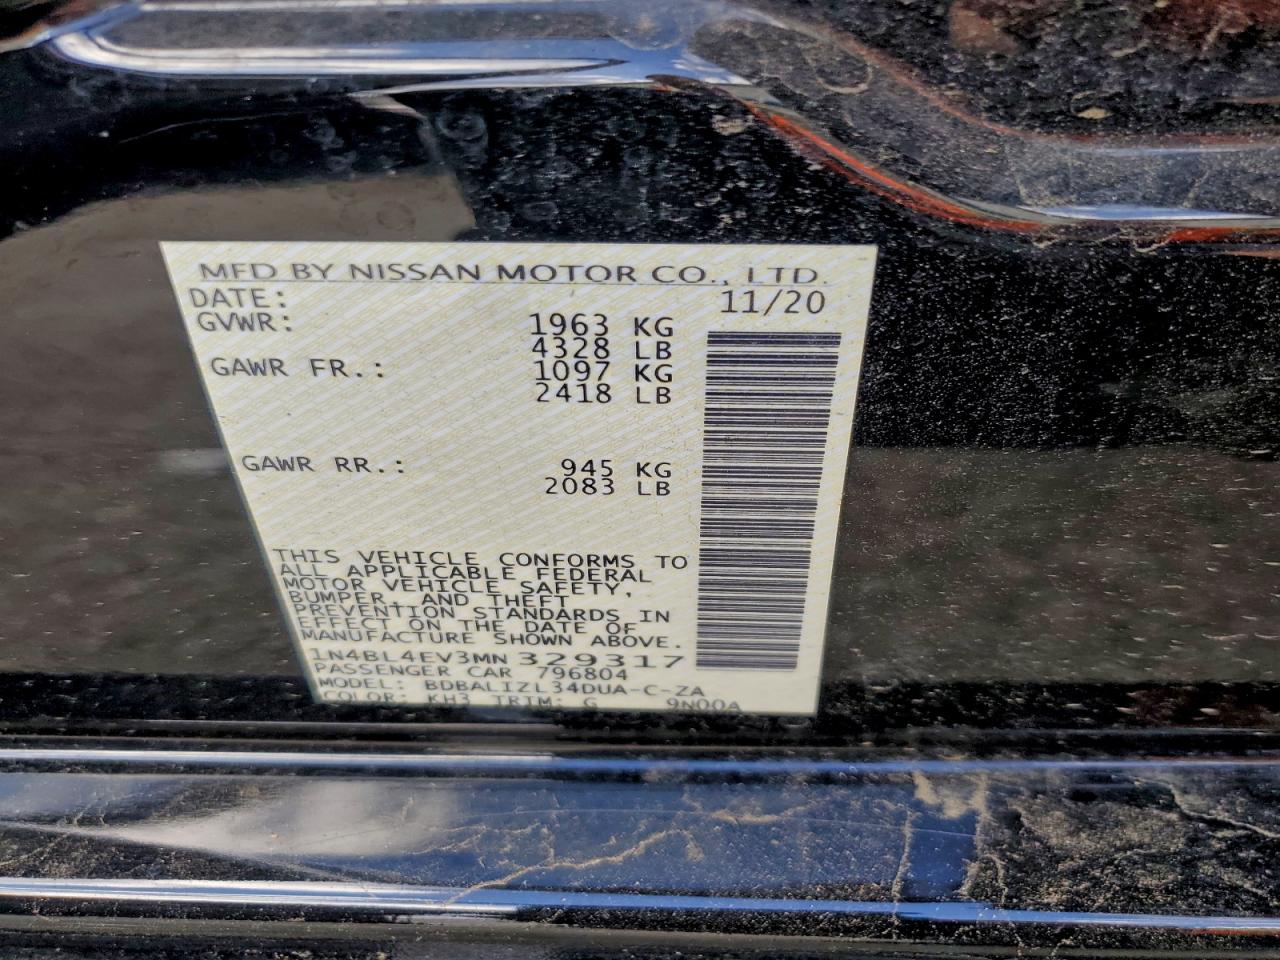 MFD BY NISSAN MOTOR CO., LTD.
DATE: 11/20
GVWR: 1963 KG
4328 LB
GAWR FR.: 1097 KG
2418 LB
GAWR RR.: 945 KG
2083 LB
THIS VEHICLE CONFORMS TO
ALL APPLICABLE FEDERAL
MOTOR VEHICLE SAFETY,
BUMPER, AND THEFT
PREVENTION STANDARDS IN
EFFECT ON THE DATE OF
MANUFACTURE SHOWN ABOVE.
1N4BL4EV3MN329317
PASSENGER CAR 796804
MODEL: BDBALIZL34DUA-C-ZA
COLOR: KH3 TRIM: G 9N00A